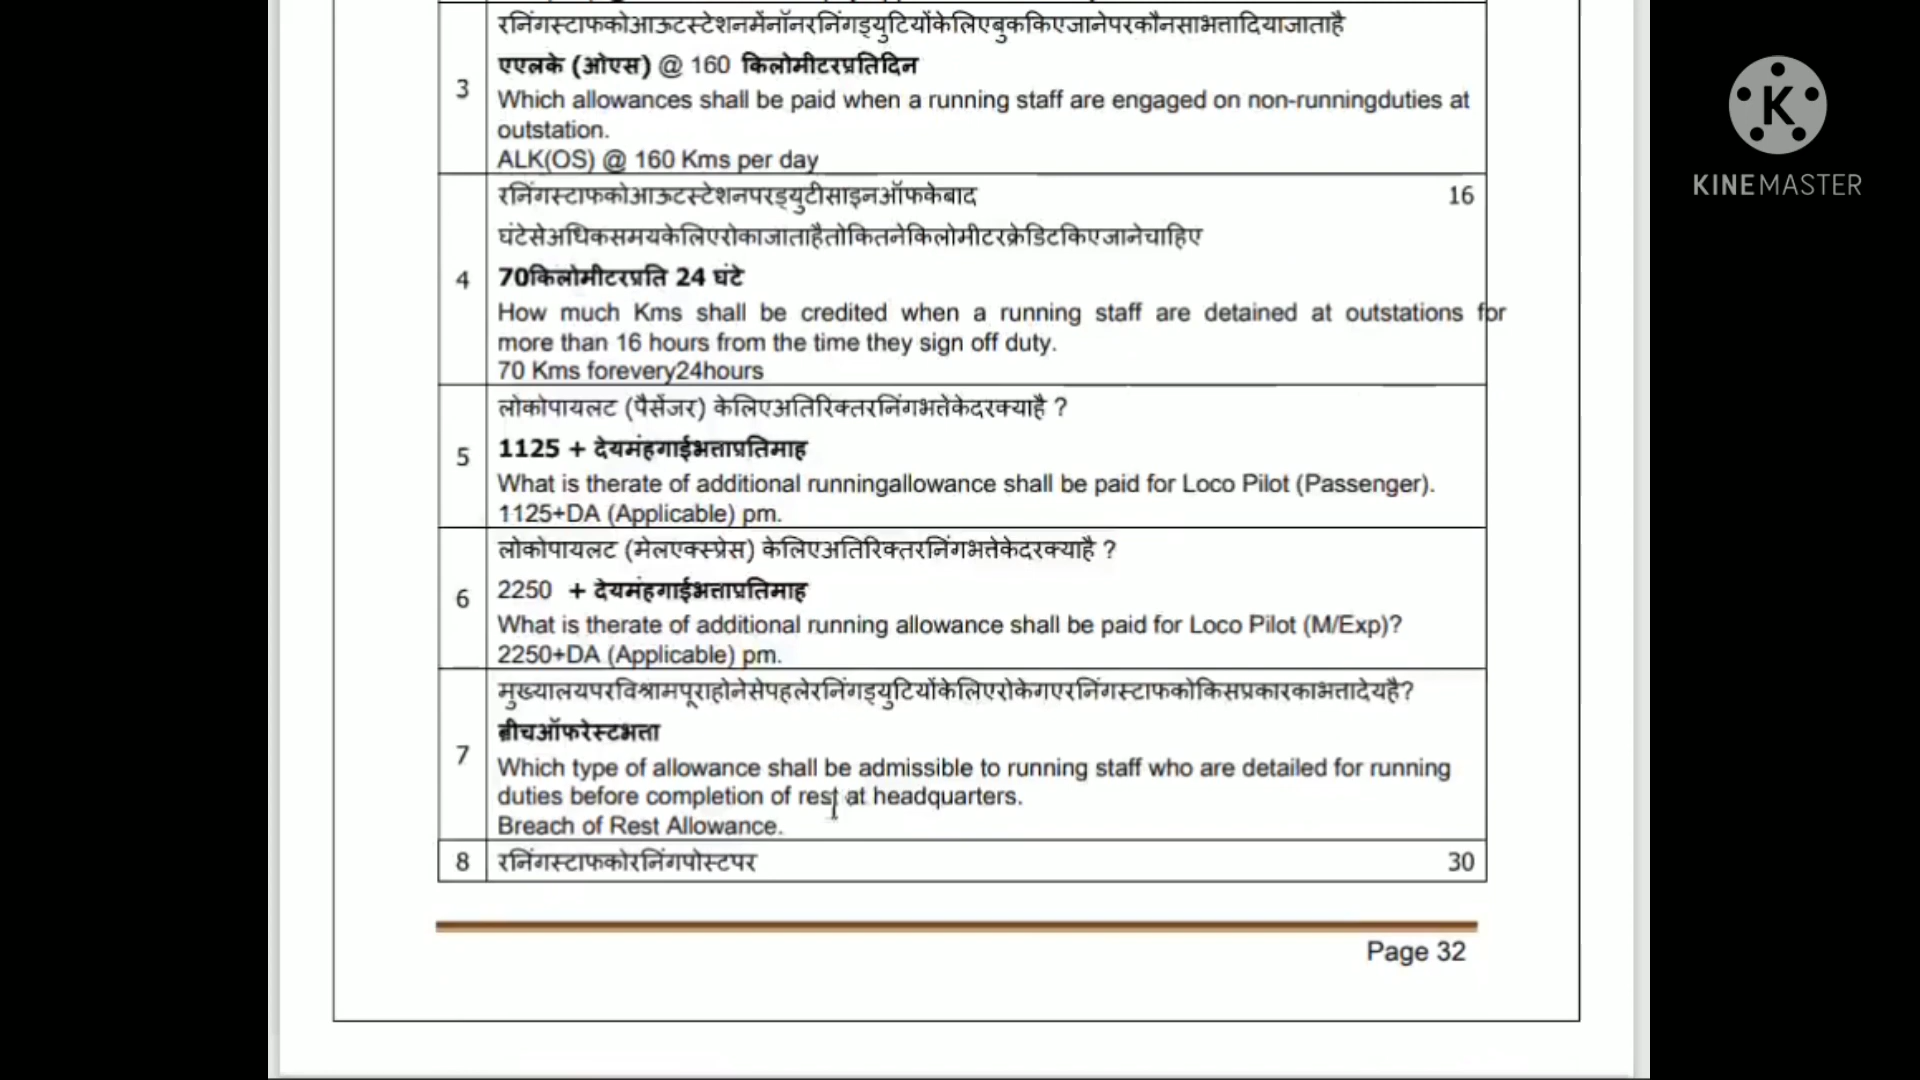 रनिंगस्टाफकोआऊटस्टेशनमेंनॉनरनिंगड्युटियोंकेलिएबुककिएजानेपरकौनसाभत्तादियाजाताहै
एएलके (ओएस) @ 160 किलोमीटरप्रतिदिन
3
Which allowances shall be paid when a running staff are engaged on non-runningduties at
outstation.
ALK(OS) @ 160 Kms per day
रनिंगस्टाफकोआऊटस्टेशनपरड्युटीसाइनऑफकेबाद 16
घंटेसेअधिकसमयकेलिएरोकाजाताहैतोकितनेकिलोमीटरक्रेडिटकिएजानेचाहिए
4
70किलोमीटरप्रति 24 घंटे
How much Kms shall be credited when a running staff are detained at outstations for
more than 16 hours from the time they sign off duty.
70 Kms forevery24hours
लोकोपायलट (पैसेंजर) केलिएअतिरिक्तरनिंगभत्तेकेदरक्याहै ?
5
1125 + देयमंहगाईभत्ताप्रतिमाह
What is therate of additional runningallowance shall be paid for Loco Pilot (Passenger).
1125+DA (Applicable) pm.
लोकोपायलट (मेलएक्स्प्रेस) केलिएअतिरिक्तरनिंगभत्तेकेदरक्याहै ?
6
2250 + देयमंहगाईभत्ताप्रतिमाह
What is therate of additional running allowance shall be paid for Loco Pilot (M/Exp)?
2250+DA (Applicable) pm.
मुख्यालयपरविश्रामपूराहोनेसेपहलेरनिंगड्युटियोंकेलिएरोकेगएरनिंगस्टाफकोकिसप्रकारकाभत्तादेयहै?
7
ब्रीचऑफरेस्टभत्ता
Which type of allowance shall be admissible to running staff who are detailed for running
duties before completion of rest at headquarters.
Breach of Rest Allowance.
8 रनिंगस्टाफकोरनिंगपोस्टपर 30
Page 32
K
KINEMASTER